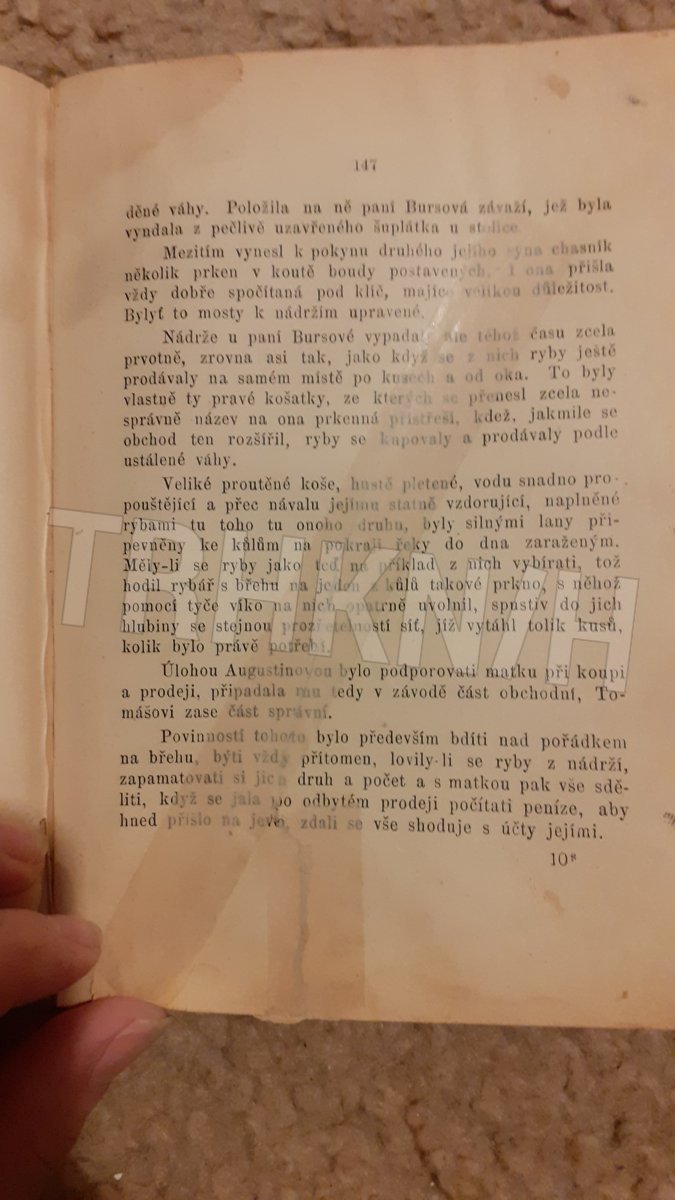 147
děné váhy. Položila na ně paní Bursová závaží, jež byla
vyndala z pečlivě uzavřeného šuplátka u stolice.
Mezitím vynesl k pokynu druhého jejího syna chasník
několik prken v koutě boudy postavených. I ona přišla
vždy dobře spočítaná pod klíč, majíc velikou důležitost.
Bylyť to mosty k nádržím upravené.
Nádrže u paní Bursové vypadaly ale téhož času zcela
prvotně, zrovna asi tak, jako když se z nich ryby ještě
prodávaly na samém místě po kusech a od oka. To byly
vlastně ty pravé košatky, ze kterých se přenesl zcela ne-
správně název na ona prkenná přístřeší, kdež, jakmile se
obchod ten rozšířil, ryby se kupovaly a prodávaly podle
ustálené váhy.
Veliké proutěné koše, hustě pletené, vodu snadno pro-
pouštějící a přec návalu jejímu statně vzdorující, naplněné
rybami tu toho tu onoho druhu, byly silnými lany při-
pevněny ke kůlům na pokraji řeky do dna zaraženým.
Měly-li se ryby jako teď na příklad z nich vybírati, tož
hodil rybář s břehu na jeden z kůlů takové prkno, s něhož
pomocí tyče víko na nich opatrně uvolnil, spustiv do jich
hlubiny se stejnou prozřetelností síť, jíž vytáhl tolik kusů,
kolik bylo právě potřebí.
Úlohou Augustinovou bylo podporovati matku při koupi
a prodeji, připadala mu tedy v závodě část obchodní, To-
mášovi zase část správní.
Povinností tohoto bylo především bdíti nad pořádkem
na břehu, býti vždy přítomen, lovily-li se ryby z nádrží,
zapamatovati si jich druh a počet a s matkou pak vše sdě-
liti, když se jala po odbytém prodeji počítati peníze, aby
hned přišlo na jevo, zdali se vše shoduje s účty jejími.
10*
TRHKNIH